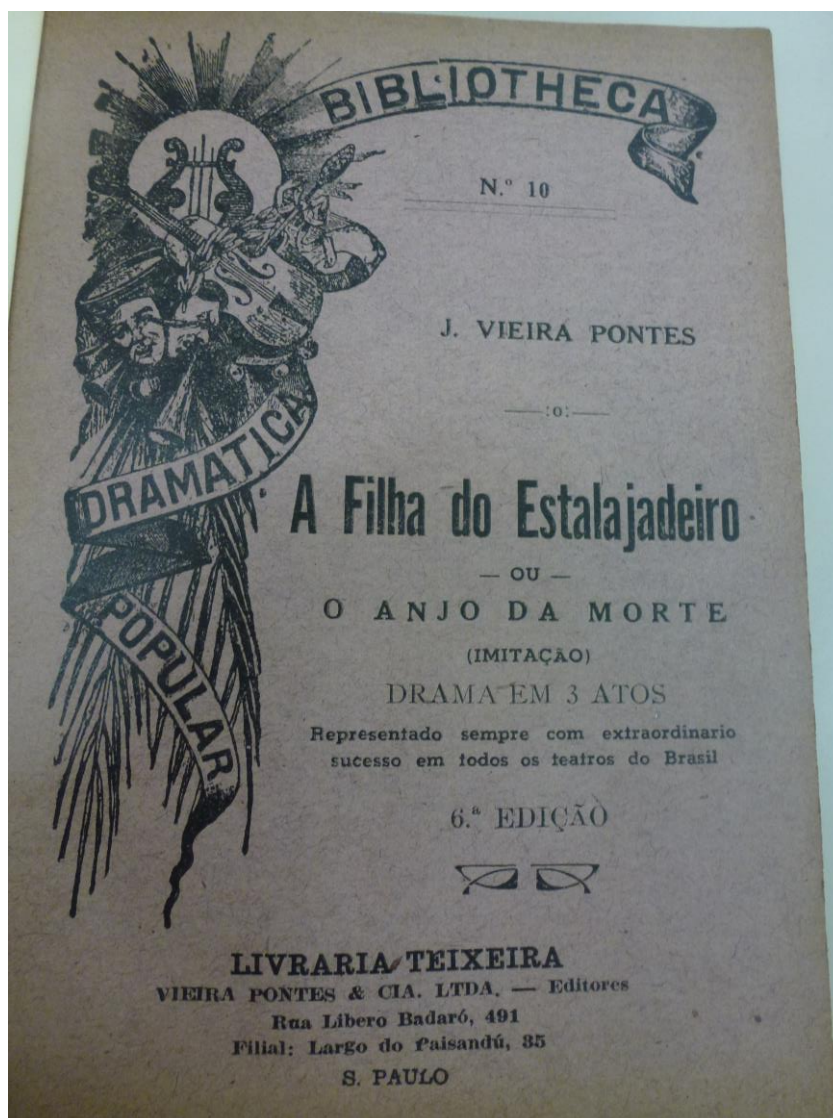 BIBLIOTHECA
DRAMATICA
POPULAR
N.º 10
J. VIEIRA PONTES
—:o:—
A Filha do Estalajadeiro
— OU —
O ANJO DA MORTE
(IMITAÇÃO)
DRAMA EM 3 ATOS
Representado sempre com extraordinario
sucesso em todos os teatros do Brasil
6.ª EDIÇÃO
LIVRARIA TEIXEIRA
VIEIRA PONTES & CIA. LTDA. — Editores
Rua Libero Badaró, 491
Filial: Largo do Paisandú, 35
S. PAULO